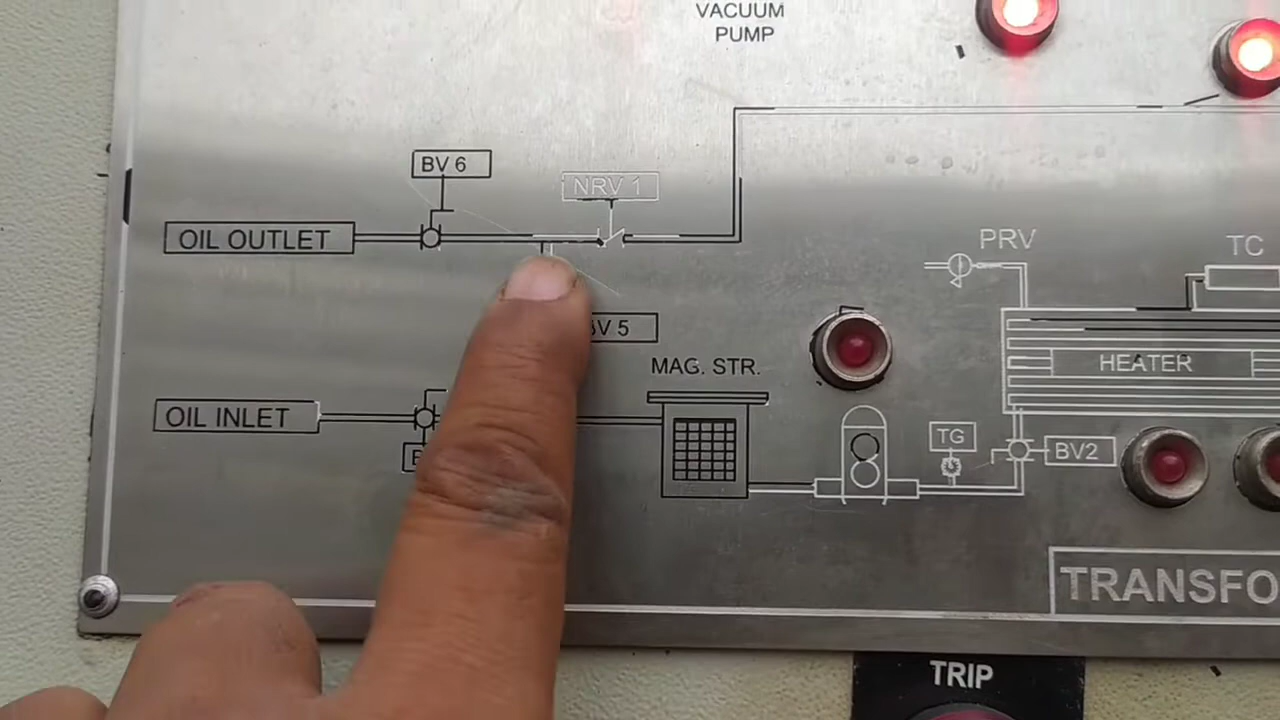 VACUUM
PUMP
BV 6
NRV 1
OIL OUTLET
PRV
TC
BV 5
HEATER
MAG. STR.
OIL INLET
TG
BV2
TRANSFO
TRIP